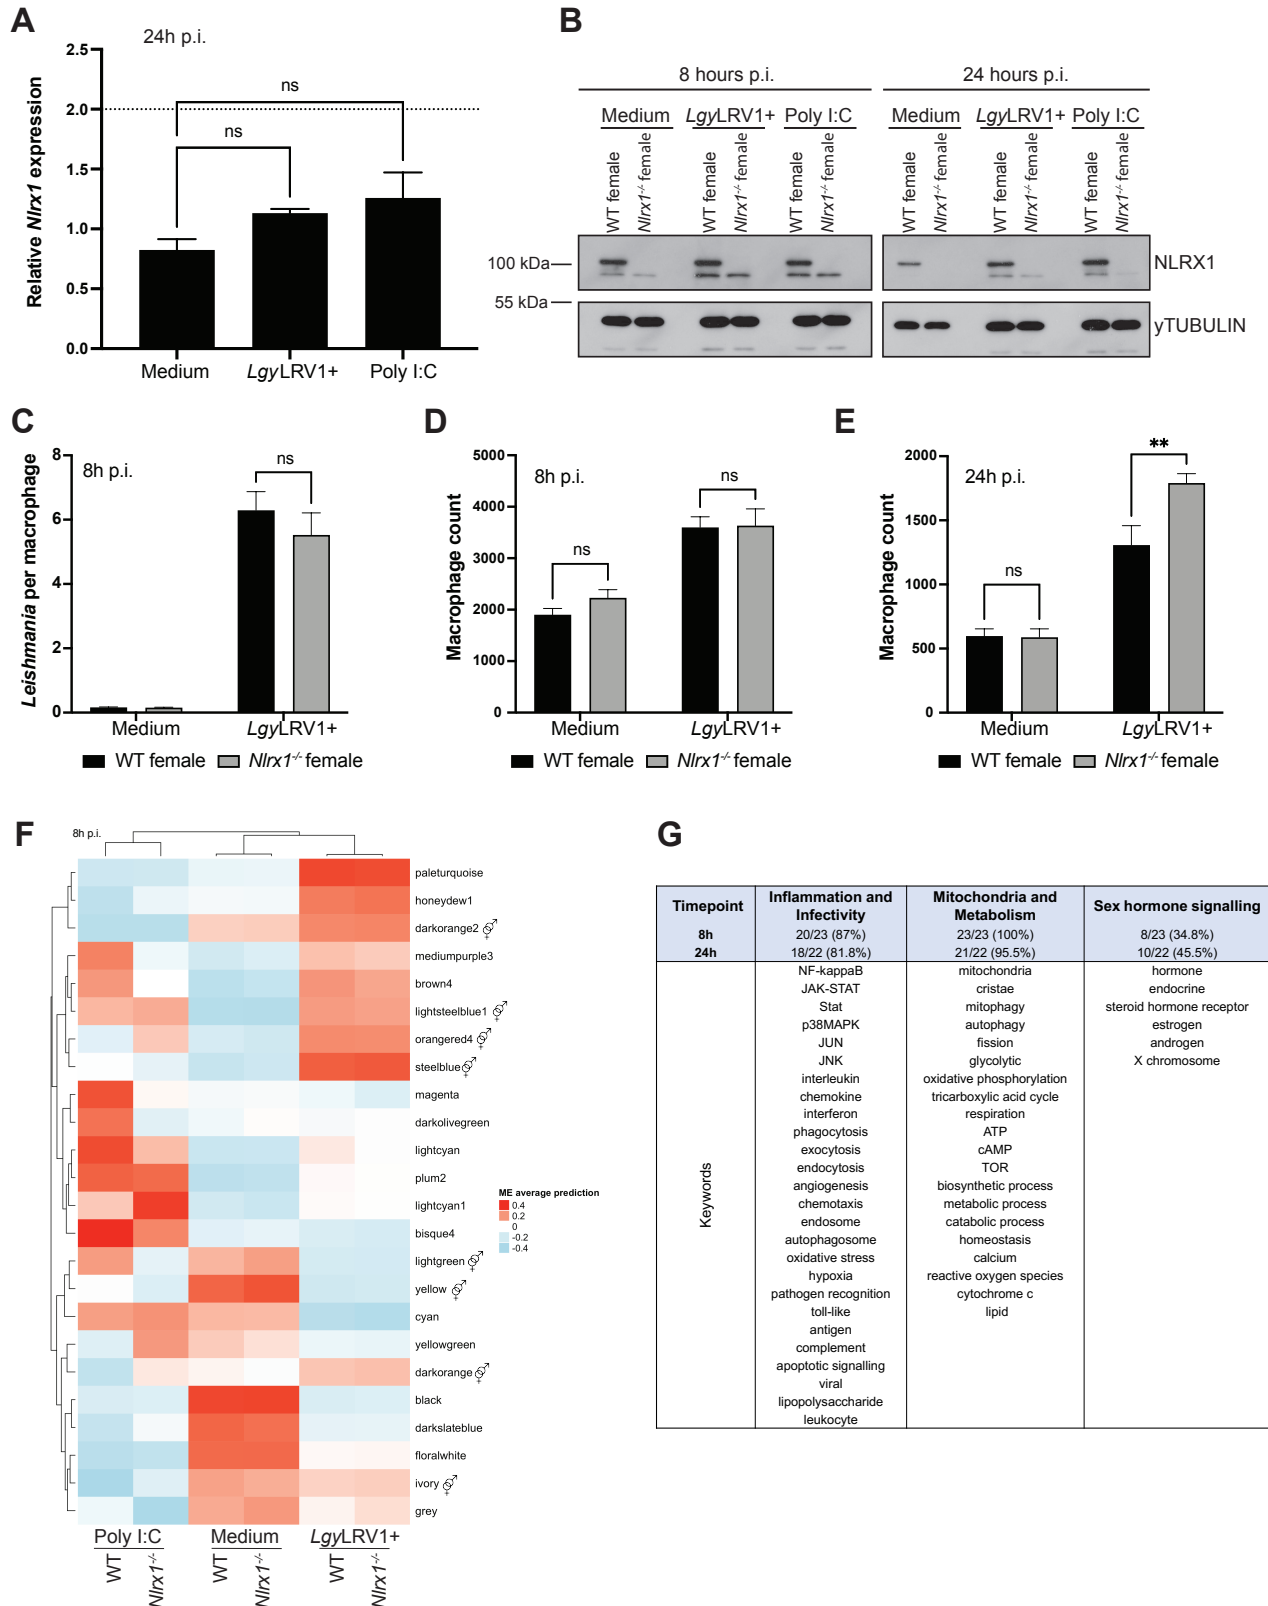 A
24h p.i.
2.5
2.0
1.5
1.0
0.5
0.0
Relative Nlrx1 expression
ns
ns
Medium
LgyLRV1+
Poly I:C
B
8 hours p.i.
24 hours p.i.
Medium
LgyLRV1+
Poly I:C
Medium
LgyLRV1+
Poly I:C
WT female
Nlrx1-/- female
WT female
Nlrx1-/- female
WT female
Nlrx1-/- female
WT female
Nlrx1-/- female
WT female
Nlrx1-/- female
WT female
Nlrx1-/- female
100 kDa
55 kDa
NLRX1
yTUBULIN
C
8h p.i.
8
6
4
2
0
Leishmania per macrophage
ns
Medium
LgyLRV1+
WT female
Nlrx1-/- female
D
8h p.i.
5000
4000
3000
2000
1000
0
Macrophage count
ns
ns
Medium
LgyLRV1+
WT female
Nlrx1-/- female
E
24h p.i.
2000
1500
1000
500
0
Macrophage count
ns
**
Medium
LgyLRV1+
WT female
Nlrx1-/- female
F
8h p.i.
paleturquoise
honeydew1
darkorange2
mediumpurple3
brown4
lightsteelblue1
orangered4
steelblue
magenta
darkolivegreen
lightcyan
plum2
lightcyan1
bisque4
lightgreen
yellow
cyan
yellowgreen
darkorange
black
darkslateblue
floralwhite
ivory
grey
ME average prediction
0.4
0.2
0
-0.2
-0.4
Poly I:C
Medium
LgyLRV1+
WT
Nlrx1-/-
WT
Nlrx1-/-
WT
Nlrx1-/-
G
Timepoint
Inflammation and Infectivity
Mitochondria and Metabolism
Sex hormone signalling
8h
20/23 (87%)
23/23 (100%)
8/23 (34.8%)
24h
18/22 (81.8%)
21/22 (95.5%)
10/22 (45.5%)
Keywords
NF-kappaB
JAK-STAT
Stat
p38MAPK
JUN
JNK
interleukin
chemokine
interferon
phagocytosis
exocytosis
endocytosis
angiogenesis
chemotaxis
endosome
autophagosome
oxidative stress
hypoxia
pathogen recognition
toll-like
antigen
complement
apoptotic signalling
viral
lipopolysaccharide
leukocyte
mitochondria
cristae
mitophagy
autophagy
fission
glycolytic
oxidative phosphorylation
tricarboxylic acid cycle
respiration
ATP
cAMP
TOR
biosynthetic process
metabolic process
catabolic process
homeostasis
calcium
reactive oxygen species
cytochrome c
lipid
hormone
endocrine
steroid hormone receptor
estrogen
androgen
X chromosome